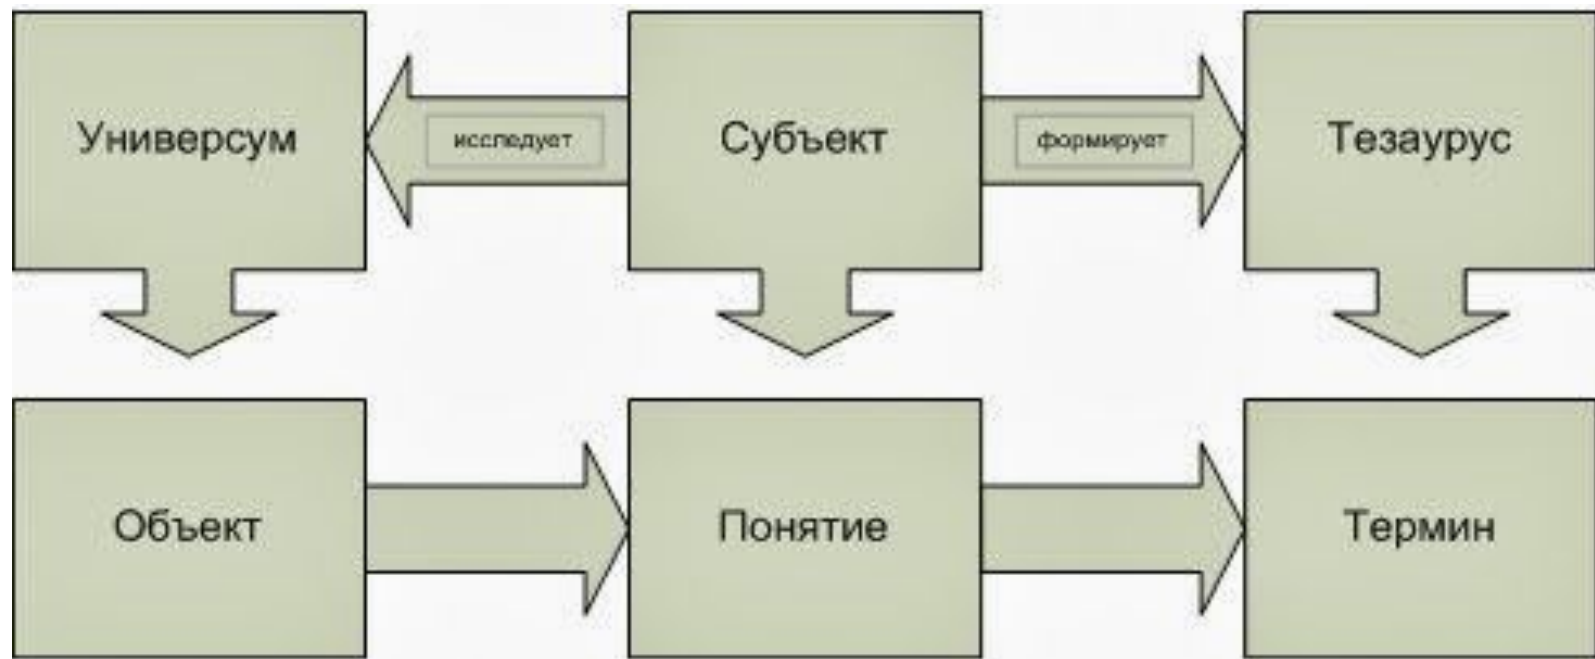 Универсум
исследует
Субъект
формирует
Тезаурус
Объект
Понятие
Термин